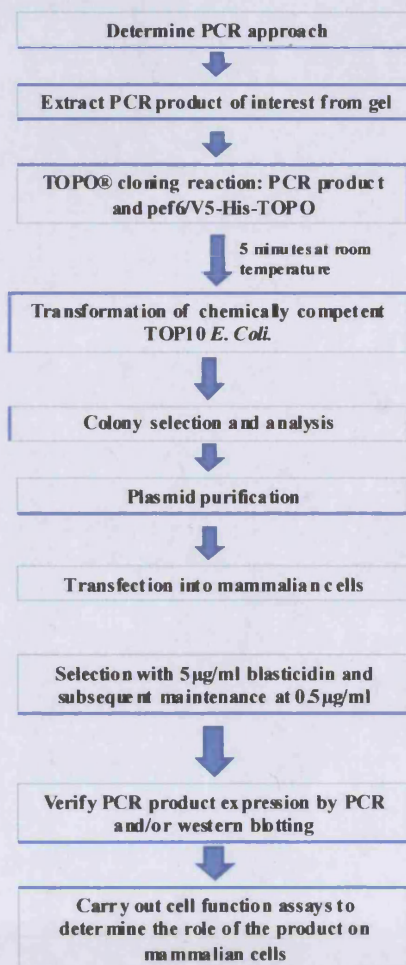 Determine PCR approach
Extract PCR product of interest from gel
TOPO® cloning reaction: PCR product
and pef6/V5-His-TOPO
5 minutes at room
temperature
Transformation of chemically competent
TOP10 E. Coli.
Colony selection and analysis
Plasmid purification
Transfection into mammalian cells
Selection with 5µg/ml blasticidin and
subsequent maintenance at 0.5µg/ml
Verify PCR product expression by PCR
and/or western blotting
Carry out cell function assays to
determine the role of the product on
mammalian cells